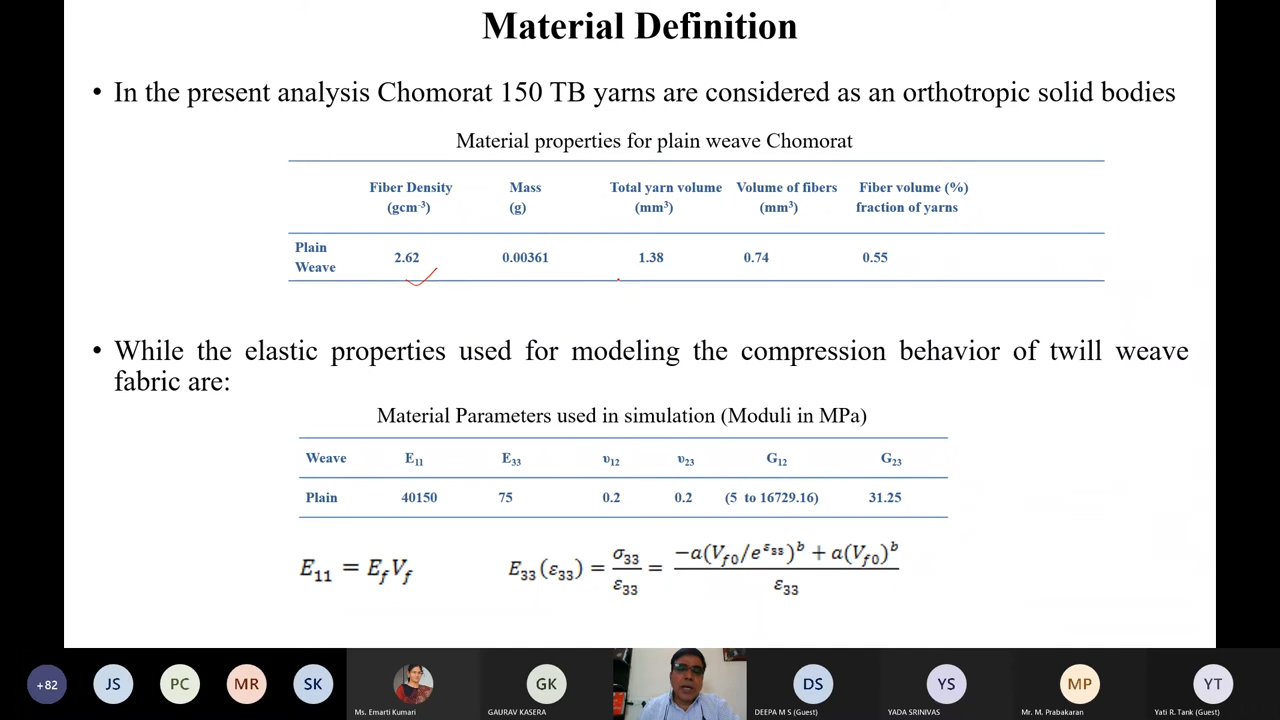 Material Definition
• In the present analysis Chomorat 150 TB yarns are considered as an orthotropic solid bodies
Material properties for plain weave Chomorat
Fiber Density Mass Total yarn volume Volume of fibers Fiber volume (%)
(gcm⁻³) (g) (mm³) (mm³) fraction of yarns
Plain Weave 2.62 0.00361 1.38 0.74 0.55
• While the elastic properties used for modeling the compression behavior of twill weave
fabric are:
Material Parameters used in simulation (Moduli in MPa)
Weave E₁₁ E₃₃ υ₁₂ υ₂₃ G₁₂ G₂₃
Plain 40150 75 0.2 0.2 (5 to 16729.16) 31.25
E₁₁ = E_f V_f E₃₃(ε₃₃) = σ₃₃/ε₃₃ = (−a(V_f0/e^ε₃₃)^b + a(V_f0)^b)/ε₃₃
+82 JS PC MR SK GK DS YS MP YT
Ms. Emarti Kumari GAURAV KASERA DEEPA M S (Guest) YADA SRINIVAS Mr. M. Prabakaran Yati R. Tank (Guest)